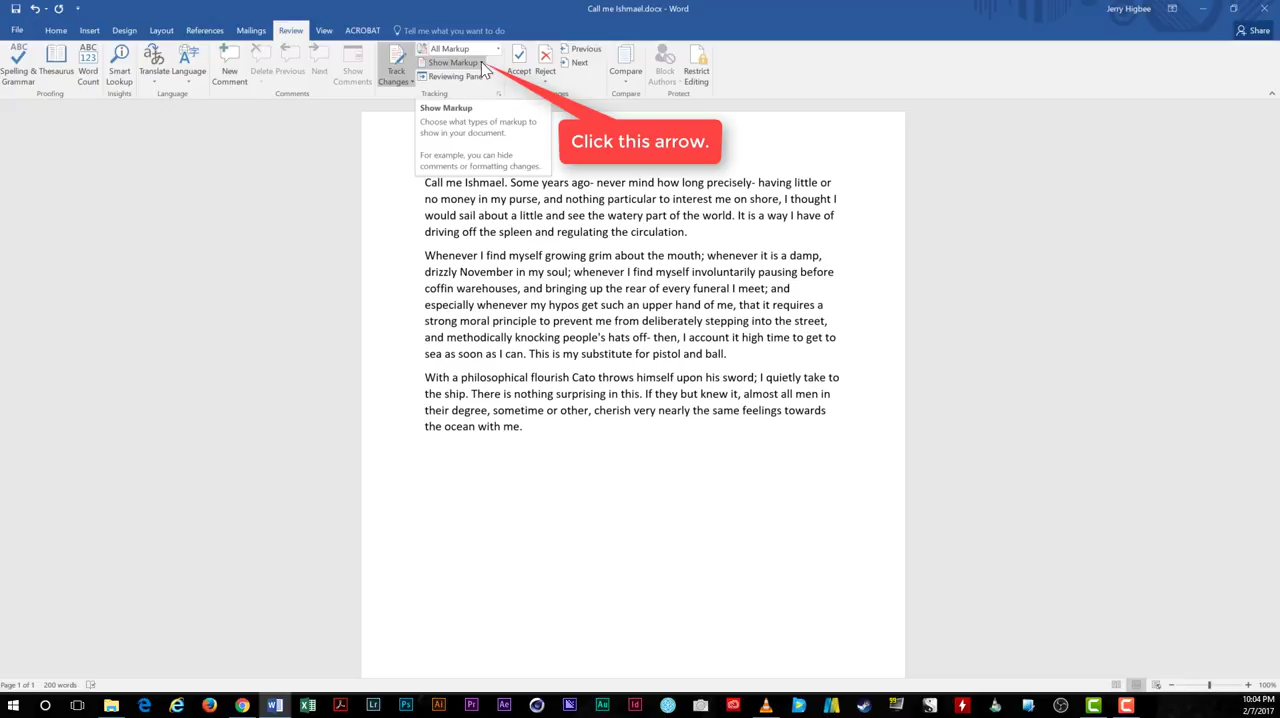 Call me Ishmael.docx - Word
Jerry Higbee
File Home Insert Design Layout References Mailings Review View ACROBAT Tell me what you want to do
Share
Spelling & Grammar
Thesaurus
Word Count
Proofing
Smart Lookup
Insights
Translate
Language
Language
New Comment
Delete
Previous
Next
Show Comments
Comments
Track Changes
All Markup
Show Markup
Reviewing Pane
Tracking
Accept
Reject
Previous
Next
Compare
Compare
Block Authors
Restrict Editing
Protect
Show Markup
Choose what types of markup to
show in your document.
For example, you can hide
comments or formatting changes.
Click this arrow.
Call me Ishmael. Some years ago- never mind how long precisely- having little or
no money in my purse, and nothing particular to interest me on shore, I thought I
would sail about a little and see the watery part of the world. It is a way I have of
driving off the spleen and regulating the circulation.
Whenever I find myself growing grim about the mouth; whenever it is a damp,
drizzly November in my soul; whenever I find myself involuntarily pausing before
coffin warehouses, and bringing up the rear of every funeral I meet; and
especially whenever my hypos get such an upper hand of me, that it requires a
strong moral principle to prevent me from deliberately stepping into the street,
and methodically knocking people's hats off- then, I account it high time to get to
sea as soon as I can. This is my substitute for pistol and ball.
With a philosophical flourish Cato throws himself upon his sword; I quietly take to
the ship. There is nothing surprising in this. If they but knew it, almost all men in
their degree, sometime or other, cherish very nearly the same feelings towards
the ocean with me.
Page 1 of 1 200 words
100%
Lr Ps Ai Pr Ae Au Id
10:04 PM
2/7/2017